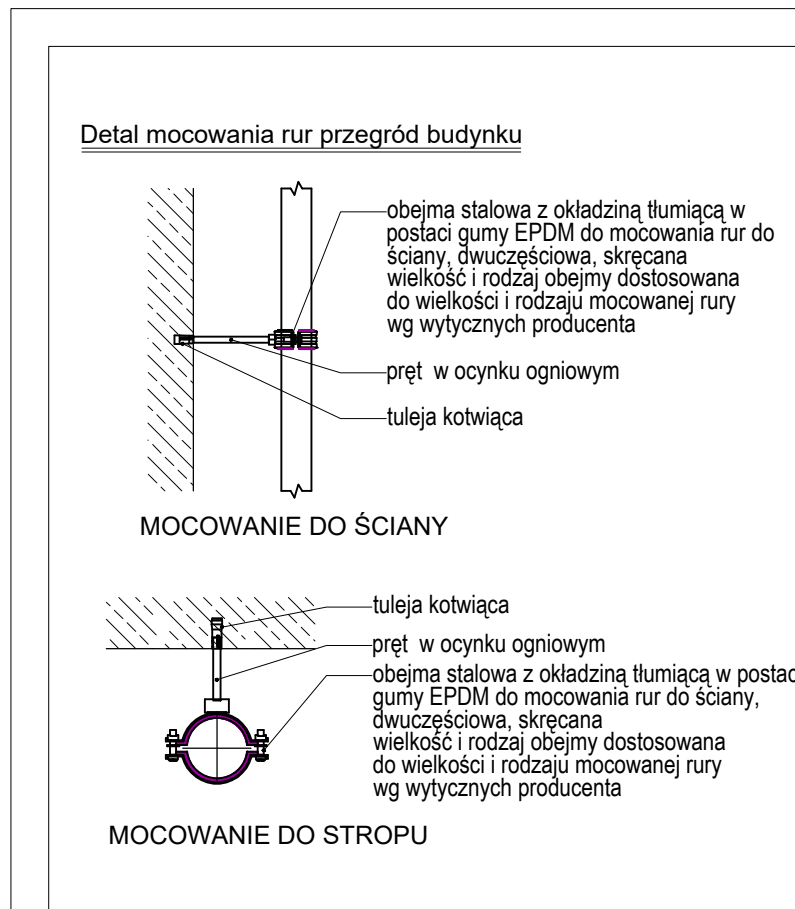 Detal mocowania rur przegród budynku
obejma stalowa z okładziną tłumiącą w
postaci gumy EPDM do mocowania rur do
ściany, dwuczęściowa, skręcana
wielkość i rodzaj obejmy dostosowana
do wielkości i rodzaju mocowanej rury
wg wytycznych producenta
pręt w ocynku ogniowym
tuleja kotwiąca
MOCOWANIE DO ŚCIANY
tuleja kotwiąca
pręt w ocynku ogniowym
obejma stalowa z okładziną tłumiącą w postac
gumy EPDM do mocowania rur do ściany,
dwuczęściowa, skręcana
wielkość i rodzaj obejmy dostosowana
do wielkości i rodzaju mocowanej rury
wg wytycznych producenta
MOCOWANIE DO STROPU